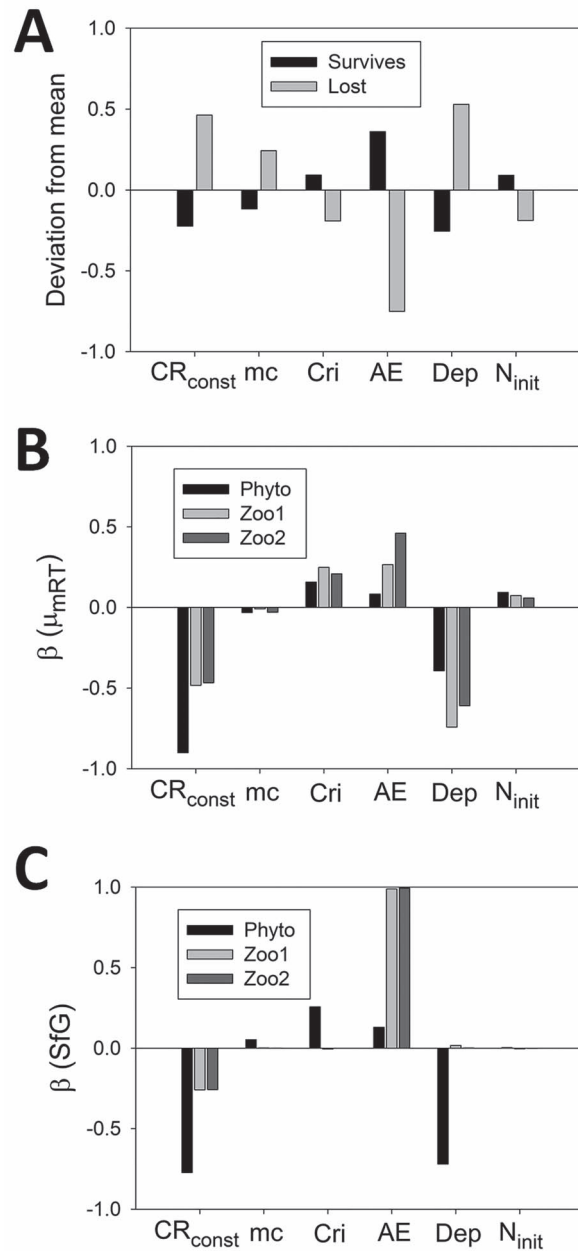 A
Survives
Lost
Deviation from mean
1.0
0.5
0.0
-0.5
-1.0
CRconst mc Cri AE Dep Ninit
B
Phyto
Zoo1
Zoo2
β (μmRT)
1.0
0.5
0.0
-0.5
-1.0
CRconst mc Cri AE Dep Ninit
C
Phyto
Zoo1
Zoo2
β (SfG)
1.0
0.5
0.0
-0.5
-1.0
CRconst mc Cri AE Dep Ninit